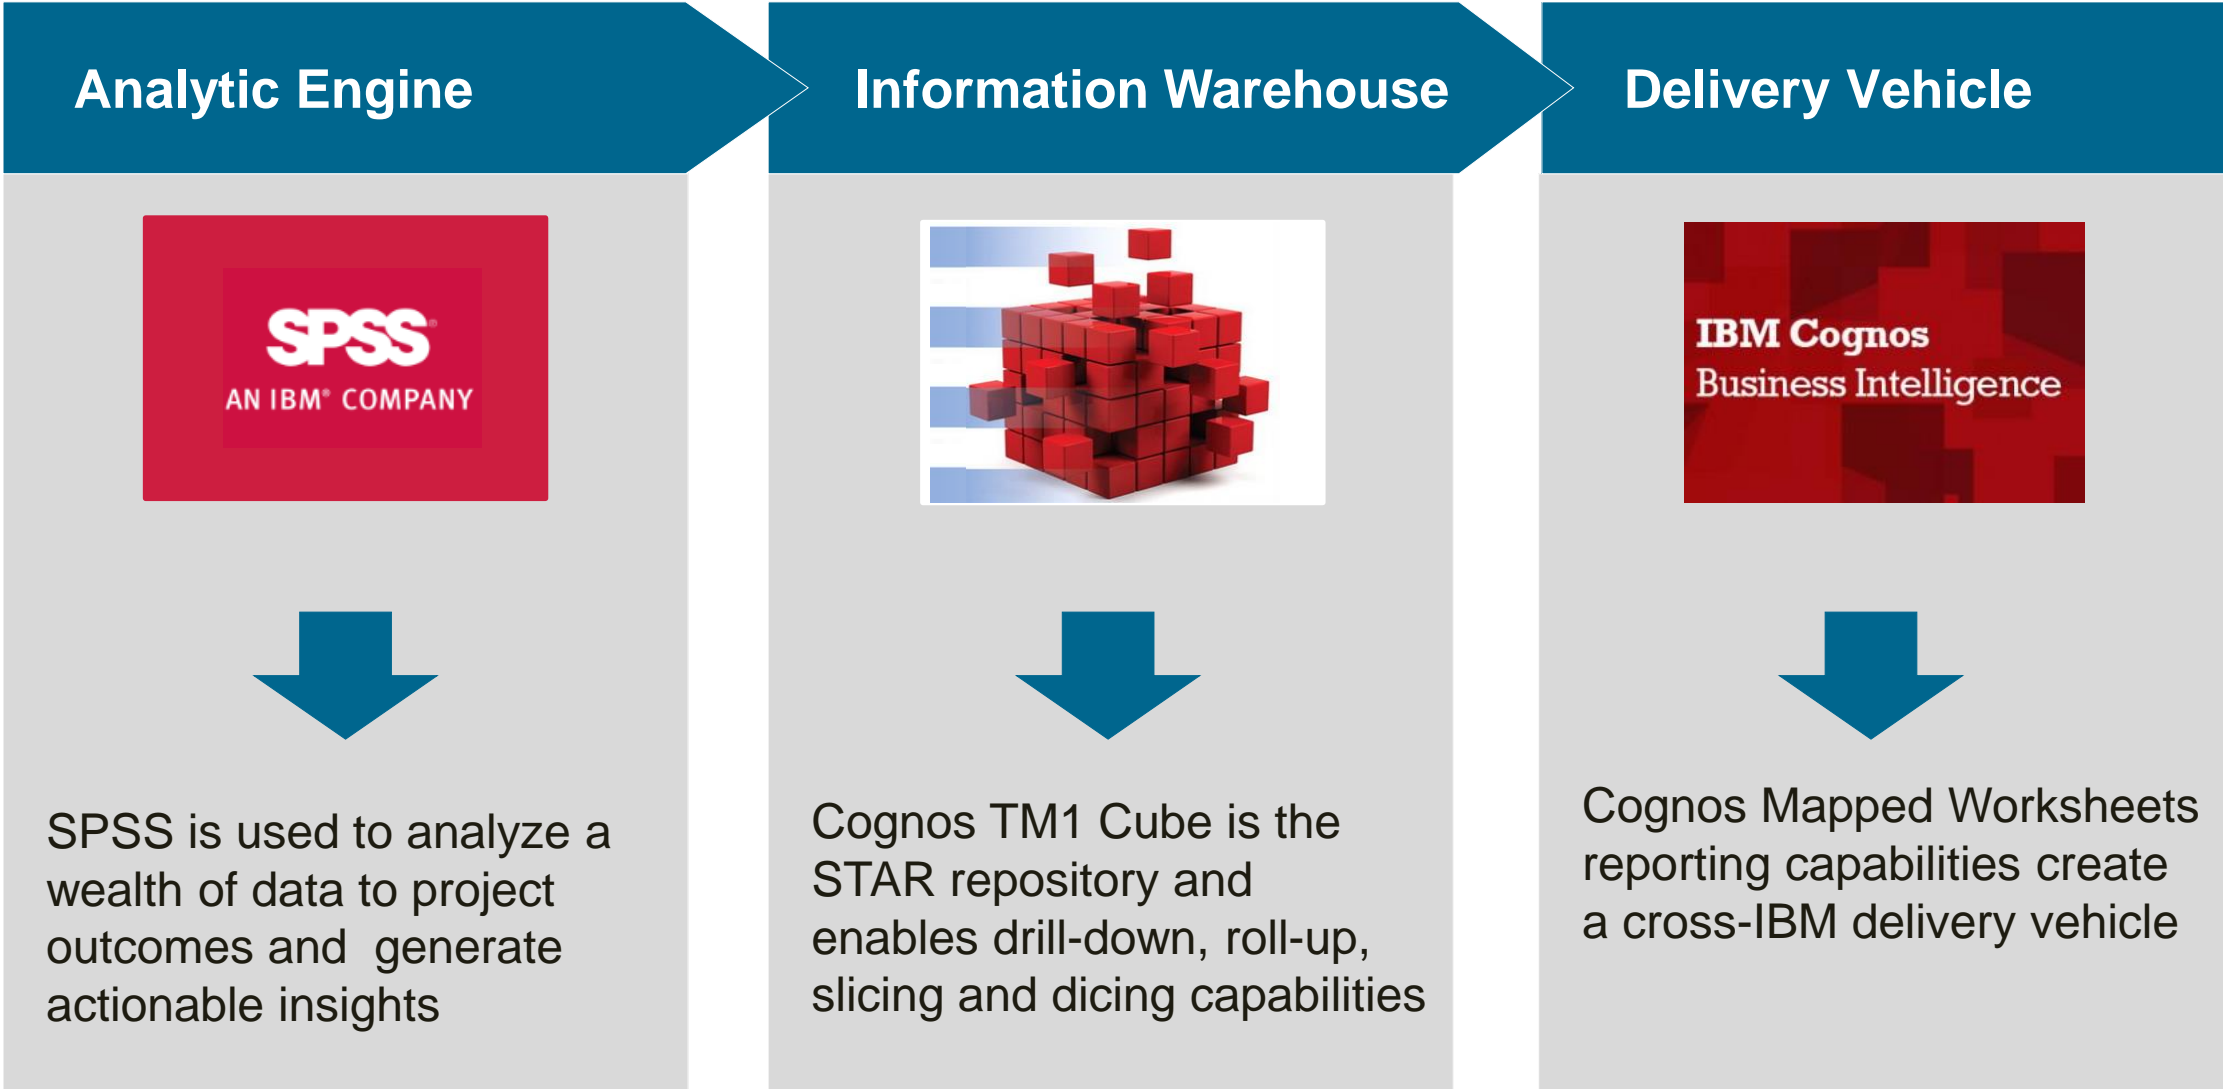 Analytic Engine
Information Warehouse
Delivery Vehicle
SPSS®
AN IBM® COMPANY
IBM Cognos
Business Intelligence
SPSS is used to analyze a
wealth of data to project
outcomes and  generate
actionable insights
Cognos TM1 Cube is the
STAR repository and
enables drill-down, roll-up,
slicing and dicing capabilities
Cognos Mapped Worksheets
reporting capabilities create
a cross-IBM delivery vehicle